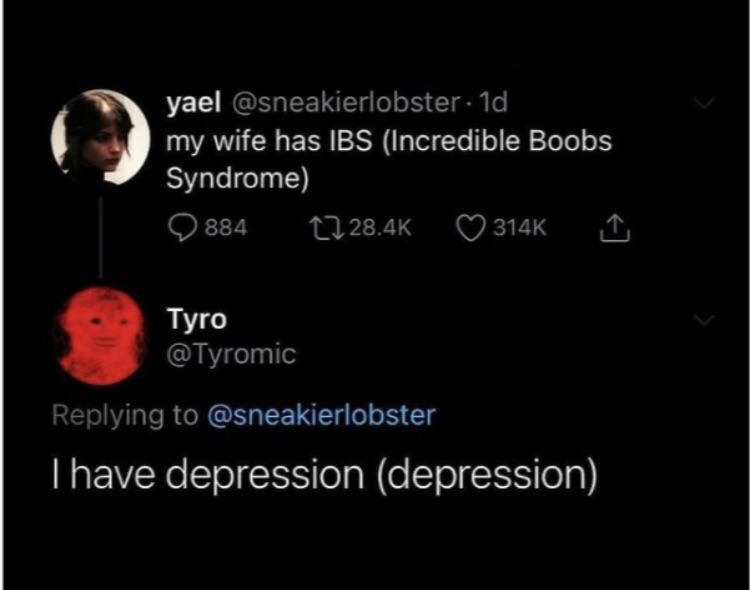 yael @sneakierlobster · 1d
my wife has IBS (Incredible Boobs
Syndrome)
884 28.4K 314K
Tyro
@Tyromic
Replying to @sneakierlobster
I have depression (depression)